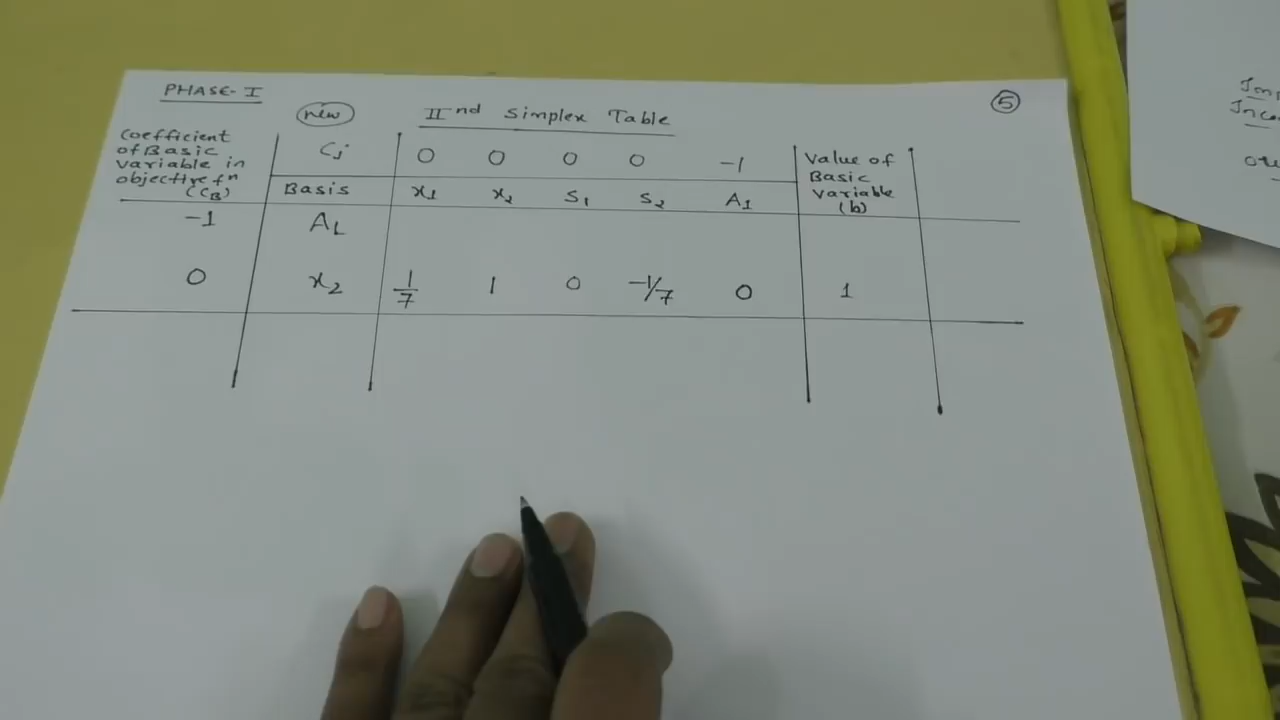 PHASE-I
new
IInd Simplex Table
5
Coefficient
of Basic
variable in
objective fn
(CB)
Cj 0 0 0 0 -1
Value of
Basic
Variable
(b)
Basis x1 x2 S1 S2 A1
-1 A1
0 x2 1/7 1 0 -1/7 0 1